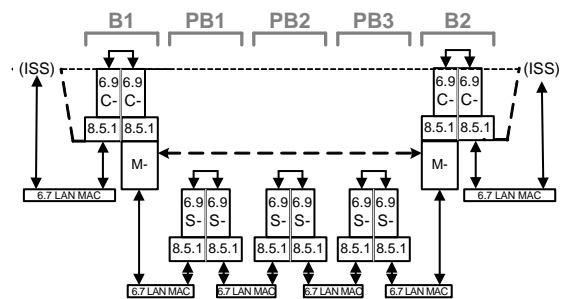 B1 PB1 PB2 PB3 B2
(ISS) (ISS)
6.9 6.9 6.9 6.9
C- C- C- C-
8.5.1 8.5.1 8.5.1 8.5.1
M- M-
6.7 LAN MAC 6.7 LAN MAC
6.9 6.9 6.9 6.9 6.9 6.9
S- S- S- S- S- S-
8.5.1 8.5.1 8.5.1 8.5.1 8.5.1 8.5.1
6.7 LAN MAC 6.7 LAN MAC 6.7 LAN MAC 6.7 LAN MAC